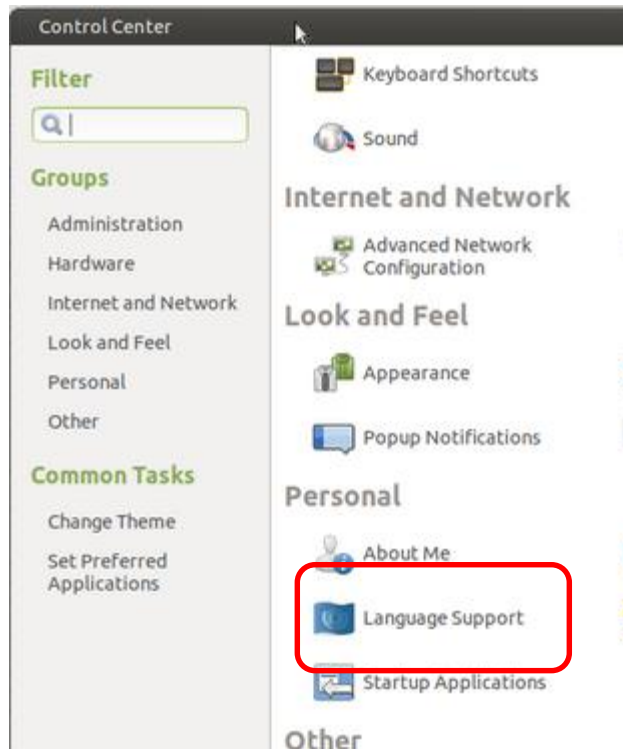 Control Center
Filter
Groups
Administration
Hardware
Internet and Network
Look and Feel
Personal
Other
Common Tasks
Change Theme
Set Preferred
Applications
Keyboard Shortcuts
Sound
Internet and Network
Advanced Network
Configuration
Look and Feel
Appearance
Popup Notifications
Personal
About Me
Language Support
Startup Applications
Other